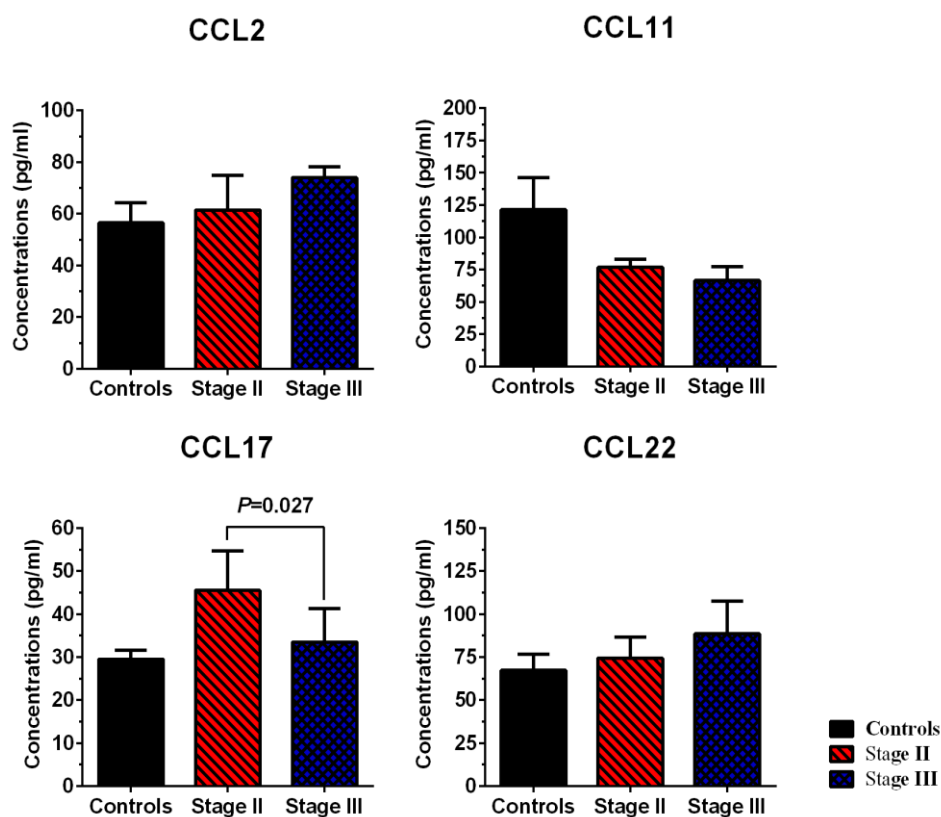 CCL2
Concentrations (pg/ml)
100
80
60
40
20
0
Controls Stage II Stage III
CCL11
Concentrations (pg/ml)
200
175
150
125
100
75
50
25
0
Controls Stage II Stage III
CCL17
P=0.027
Concentrations (pg/ml)
60
50
40
30
20
10
0
Controls Stage II Stage III
CCL22
Concentrations (pg/ml)
150
125
100
75
50
25
0
Controls Stage II Stage III
Controls
Stage II
Stage III